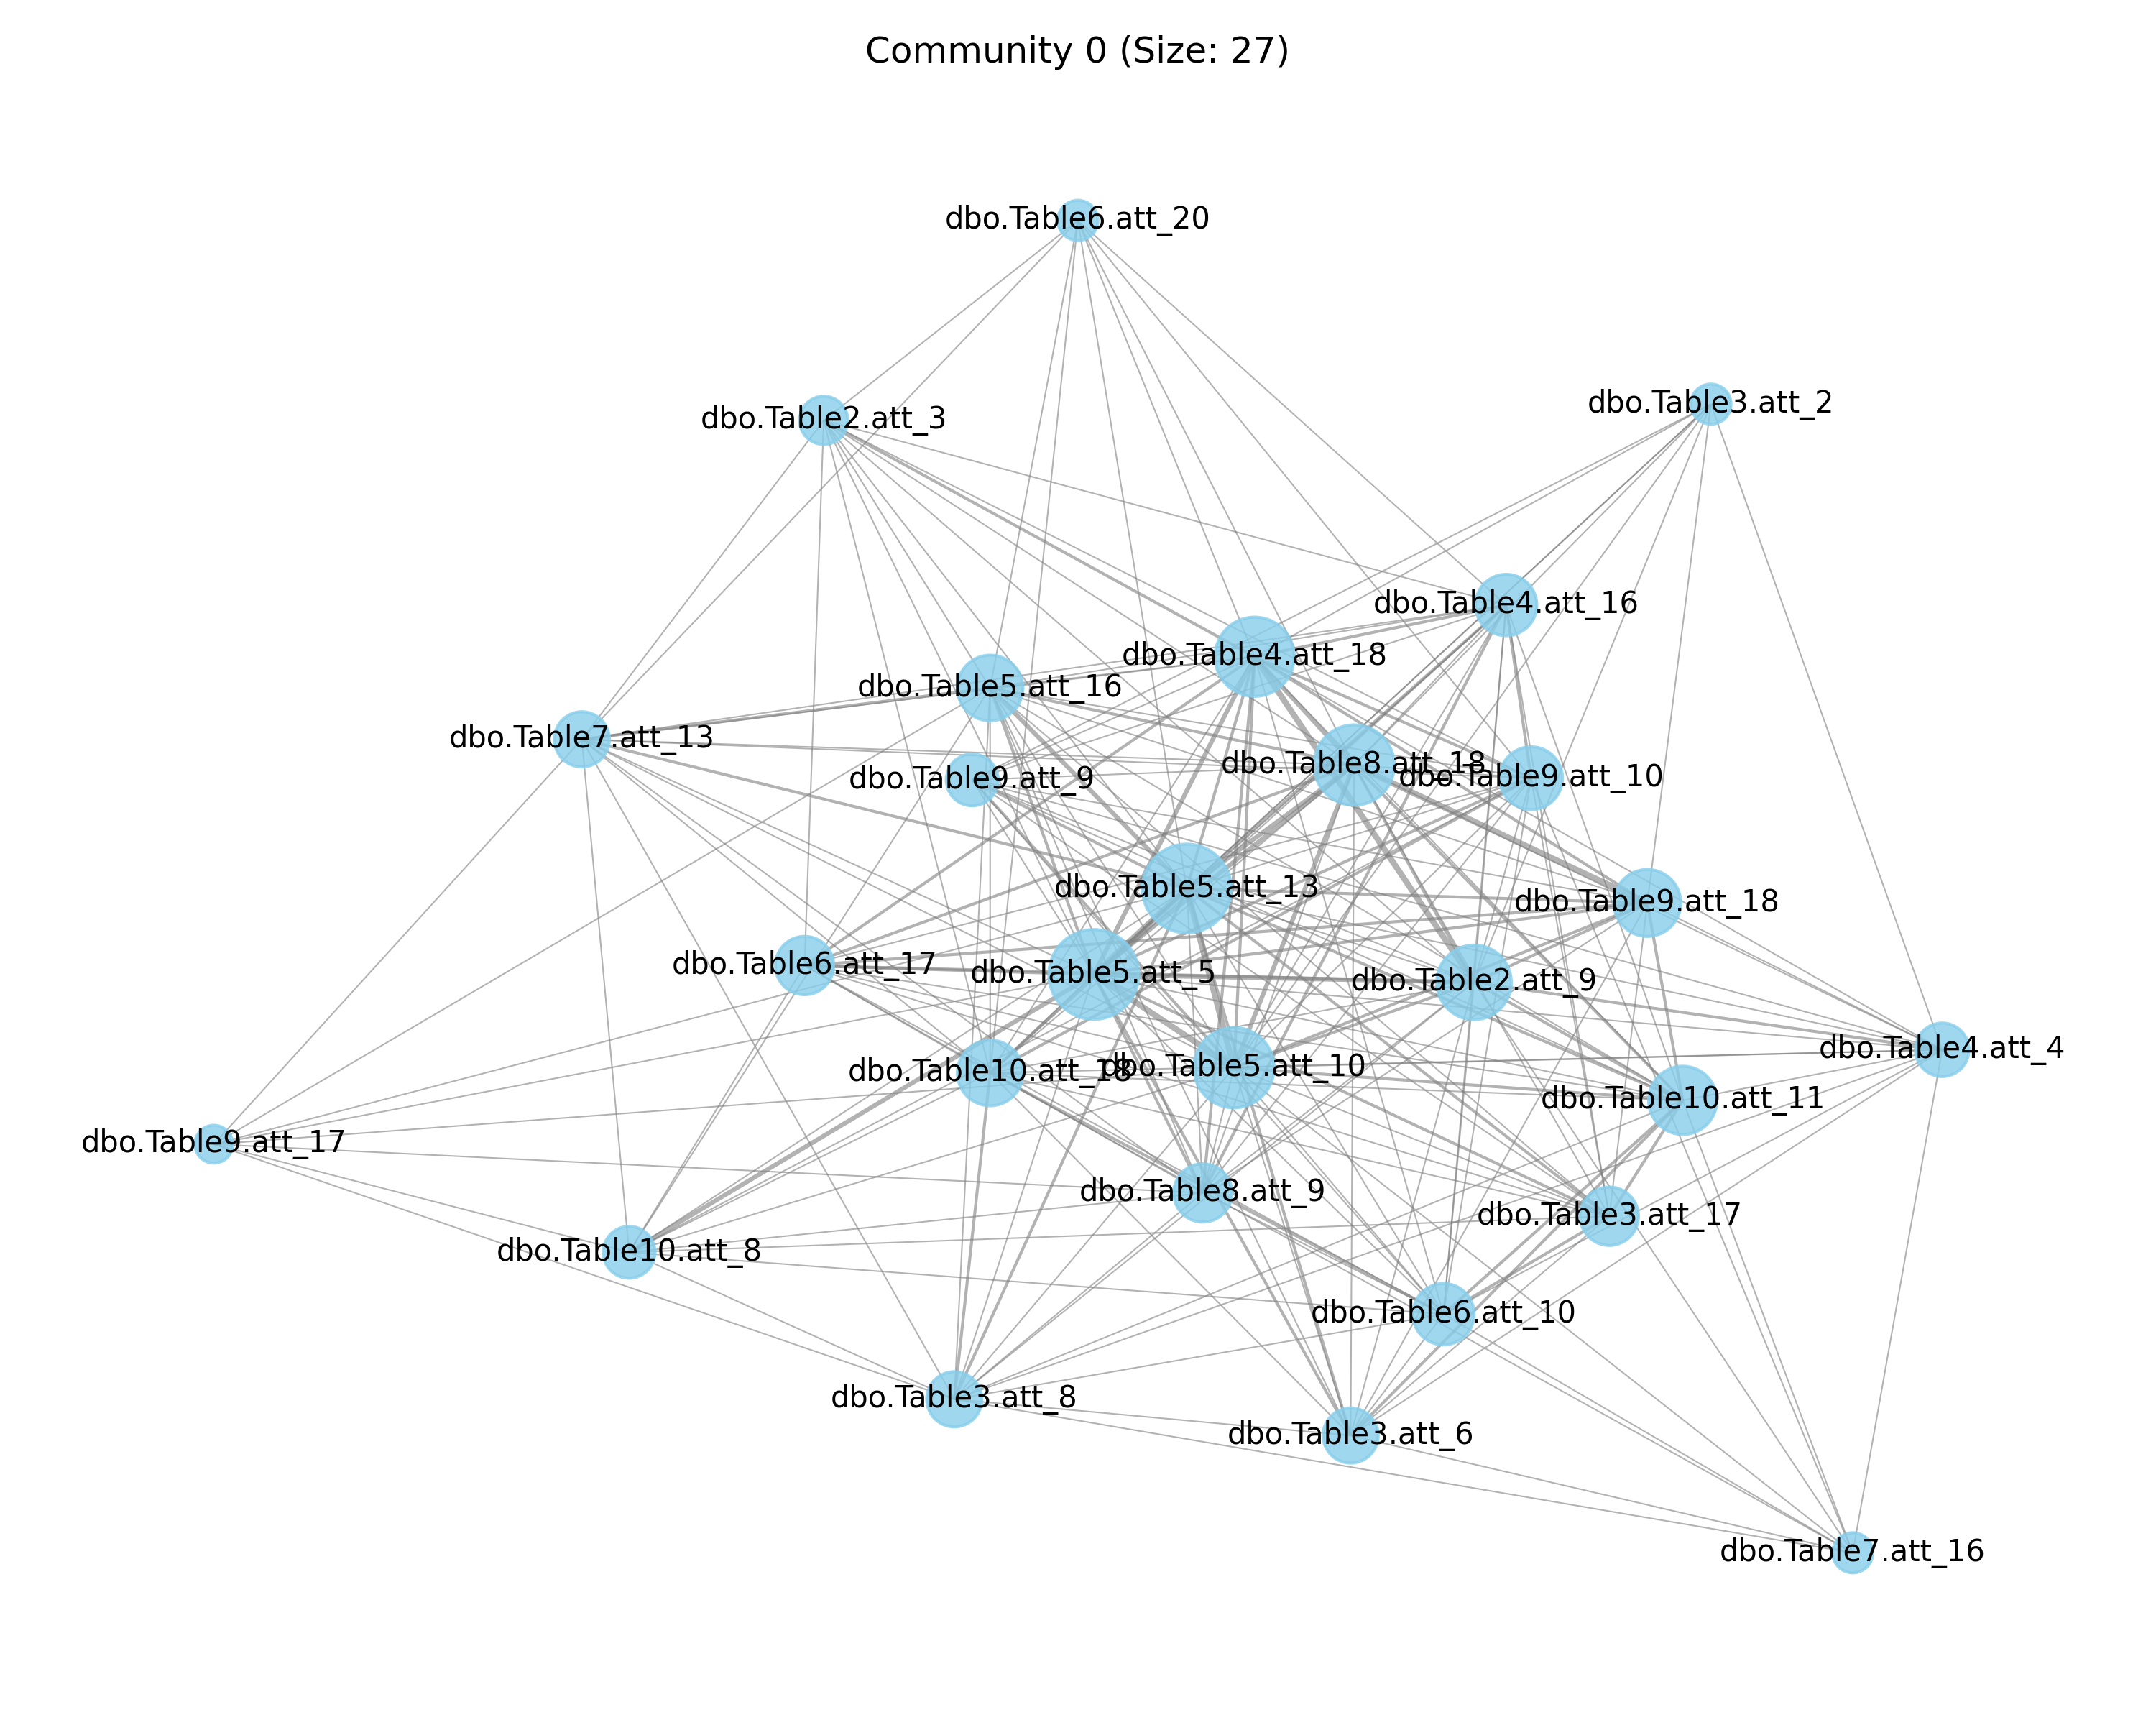 Community 0 (Size: 27)
dbo.Table6.att_20
dbo.Table3.att_2
dbo.Table2.att_3
dbo.Table4.att_16
dbo.Table4.att_18
dbo.Table5.att_16
dbo.Table7.att_13
dbo.Table8.att_18
dbo.Table9.att_10
dbo.Table9.att_9
dbo.Table5.att_13
dbo.Table9.att_18
dbo.Table6.att_17
dbo.Table5.att_5
dbo.Table2.att_9
dbo.Table4.att_4
dbo.Table10.att_18
dbo.Table5.att_10
dbo.Table10.att_11
dbo.Table9.att_17
dbo.Table8.att_9
dbo.Table3.att_17
dbo.Table10.att_8
dbo.Table6.att_10
dbo.Table3.att_8
dbo.Table3.att_6
dbo.Table7.att_16